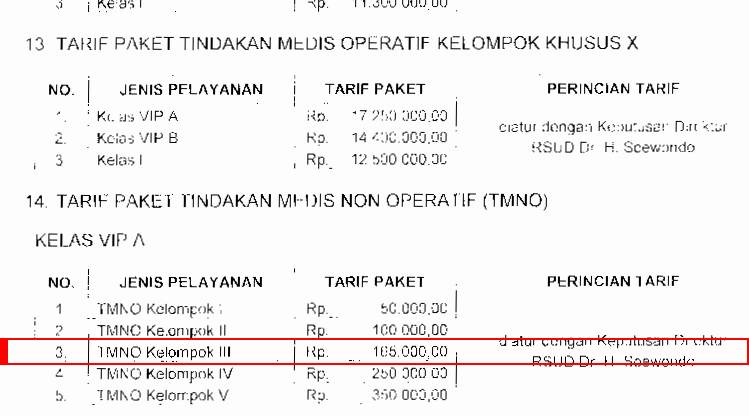 3 Kelas I Rp. 11.300.000,00
13 TARIF PAKET TINDAKAN MEDIS OPERATIF KELOMPOK KHUSUS X
NO. JENIS PELAYANAN TARIF PAKET PERINCIAN TARIF
1. Kelas VIP A Rp. 17.250.000,00
diatur dengan Keputusan Direktur
2. Kelas VIP B Rp. 14.400.000,00
RSUD Dr. H. Soewondo
3 Kelas I Rp. 12.500.000,00
14. TARIF PAKET TINDAKAN MEDIS NON OPERATIF (TMNO)
KELAS VIP A
NO. JENIS PELAYANAN TARIF PAKET PERINCIAN TARIF
1 TMNO Kelompok I Rp. 50.000,00
2 TMNO Kelompok II Rp. 100.000,00
diatur dengan Keputusan Direktur
3. TMNO Kelompok III Rp. 165.000,00
RSUD Dr. H. Soewondo
4 TMNO Kelompok IV Rp. 250.000,00
5. TMNO Kelompok V Rp. 350.000,00